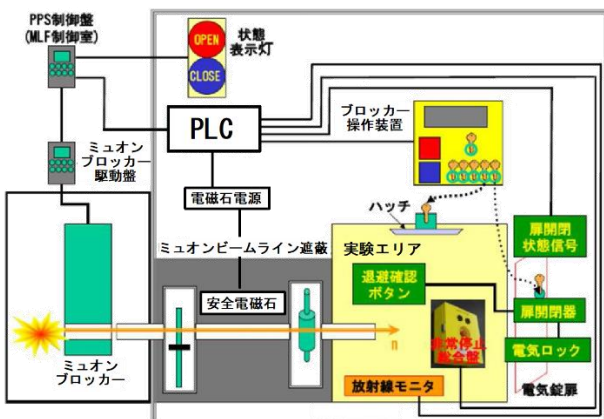 PPS制御盤
(MLF制御室)
OPEN
CLOSE
状態
表示灯
PLC
ブロッカー
操作装置
ミュオン
ブロッカー
駆動盤
電磁石電源
ハッチ
ミュオンビームライン遮蔽
実験エリア
扉開閉
状態信号
退避確認
ボタン
安全電磁石
扉開閉器
非常停止
総合盤
n
電気ロック
ミュオン
ブロッカー
放射線モニタ
電気錠扉